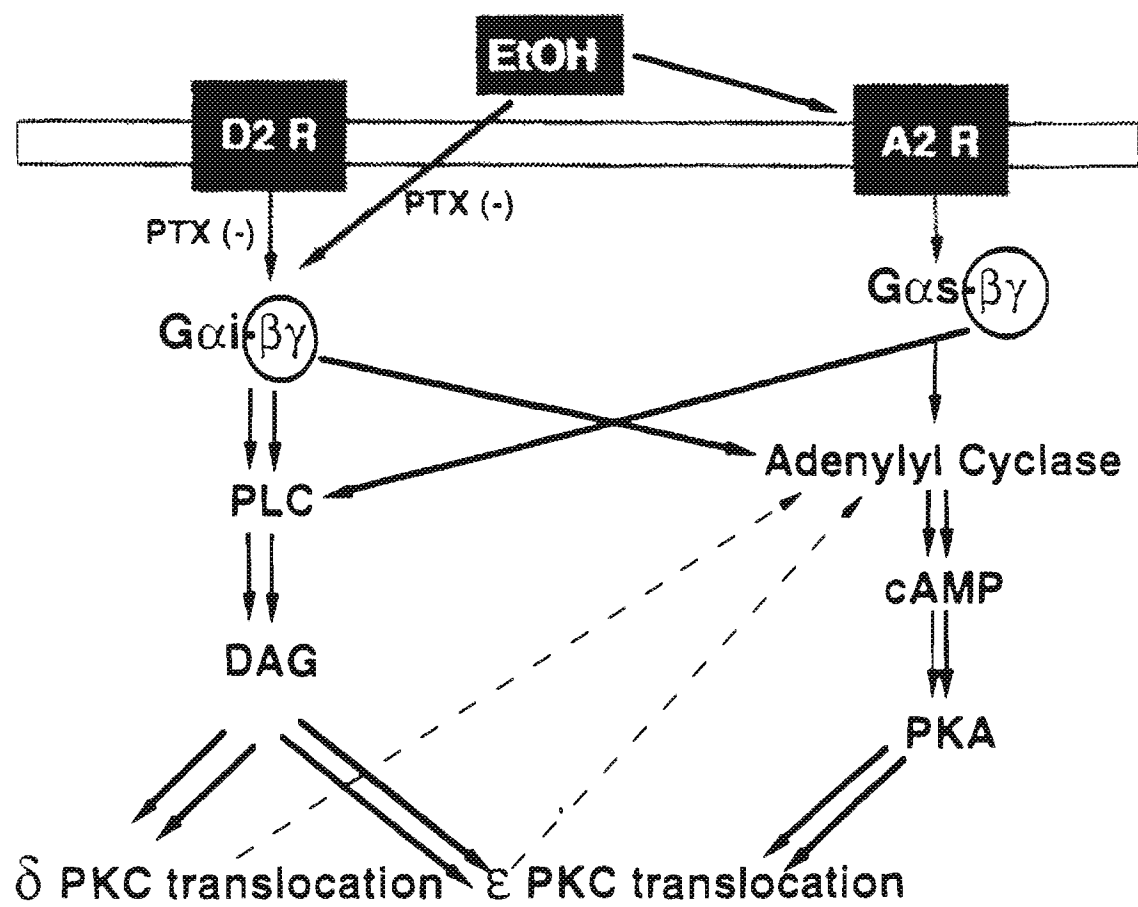 EtOH
D2 R
A2 R
PTX (-)
PTX (-)
Gαi-βγ
Gαs-βγ
Adenylyl Cyclase
PLC
cAMP
DAG
PKA
δ PKC translocation
ε PKC translocation